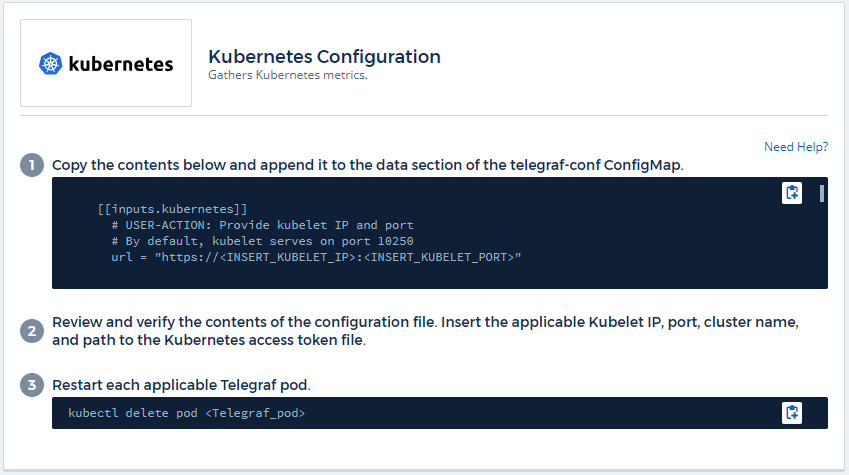 kubernetes
Kubernetes Configuration
Gathers Kubernetes metrics.
Need Help?
1 Copy the contents below and append it to the data section of the telegraf-conf ConfigMap.
[[inputs.kubernetes]]
# USER-ACTION: Provide kubelet IP and port
# By default, kubelet serves on port 10250
url = "https://<INSERT_KUBELET_IP>:<INSERT_KUBELET_PORT>"
2 Review and verify the contents of the configuration file. Insert the applicable Kubelet IP, port, cluster name,
and path to the Kubernetes access token file.
3 Restart each applicable Telegraf pod.
kubectl delete pod <Telegraf_pod>